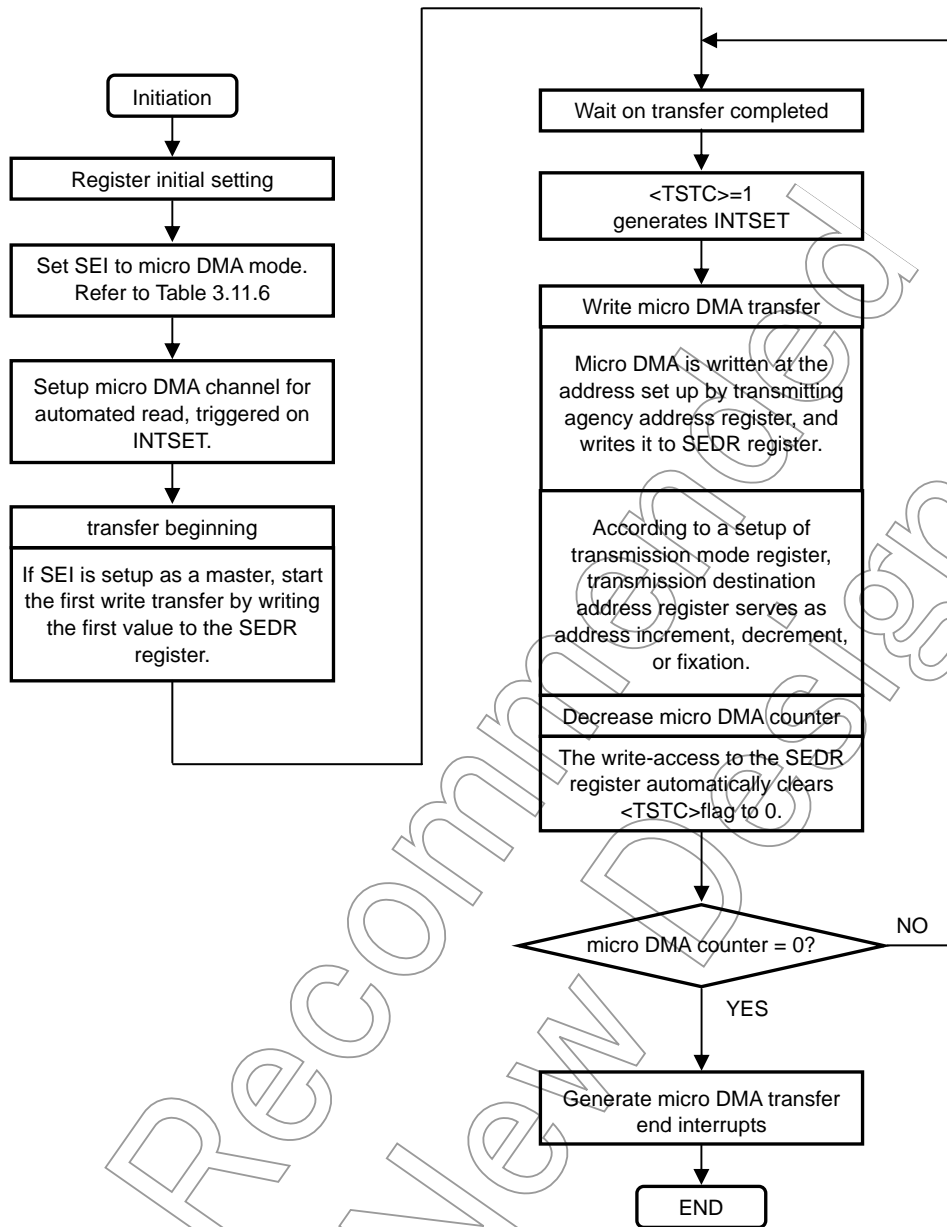 Initiation
Register initial setting
Set SEI to micro DMA mode.
Refer to Table 3.11.6
Setup micro DMA channel for
automated read, triggered on
INTSET.
transfer beginning
If SEI is setup as a master, start
the first write transfer by writing
the first value to the SEDR
register.
Wait on transfer completed
<TSTC>=1
generates INTSET
Write micro DMA transfer
Micro DMA is written at the
address set up by transmitting
agency address register, and
writes it to SEDR register.
According to a setup of
transmission mode register,
transmission destination
address register serves as
address increment, decrement,
or fixation.
Decrease micro DMA counter
The write-access to the SEDR
register automatically clears
<TSTC>flag to 0.
micro DMA counter = 0?
NO
YES
Generate micro DMA transfer
end interrupts
END
Recommended
New Design